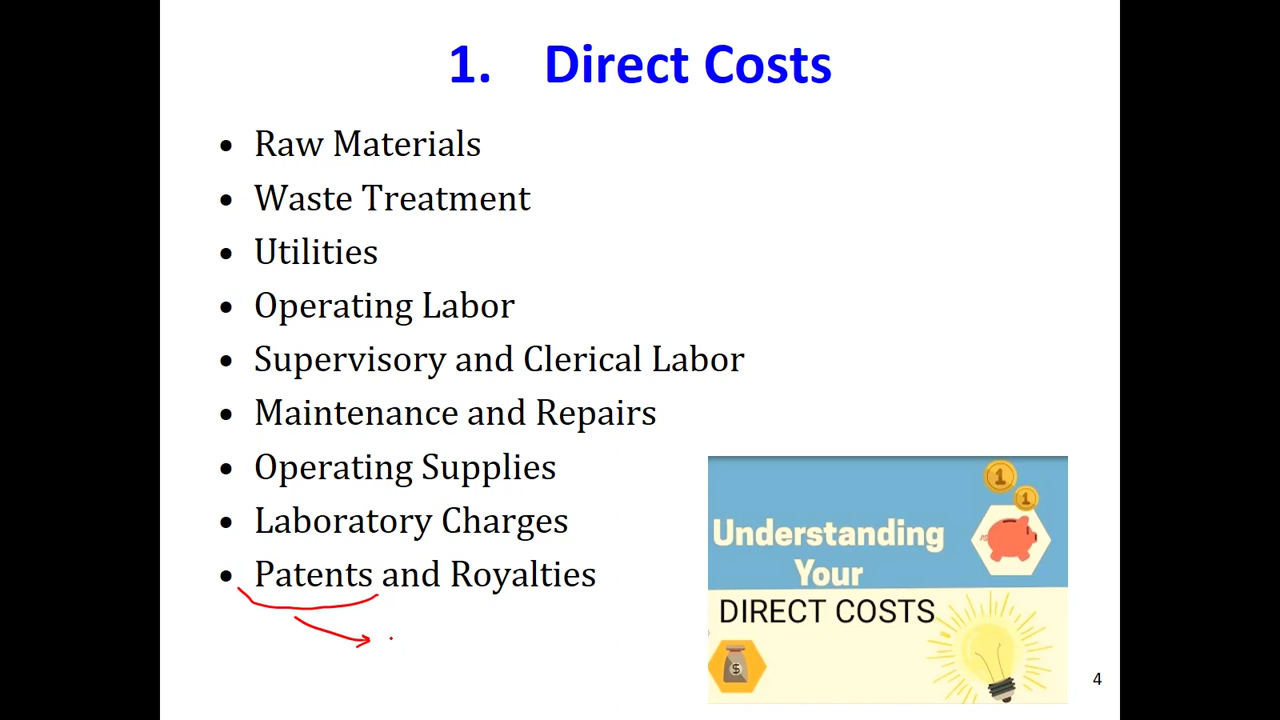 1. Direct Costs
• Raw Materials
• Waste Treatment
• Utilities
• Operating Labor
• Supervisory and Clerical Labor
• Maintenance and Repairs
• Operating Supplies
• Laboratory Charges
• Patents and Royalties
1
1
Understanding
Your
DIRECT COSTS
$
4